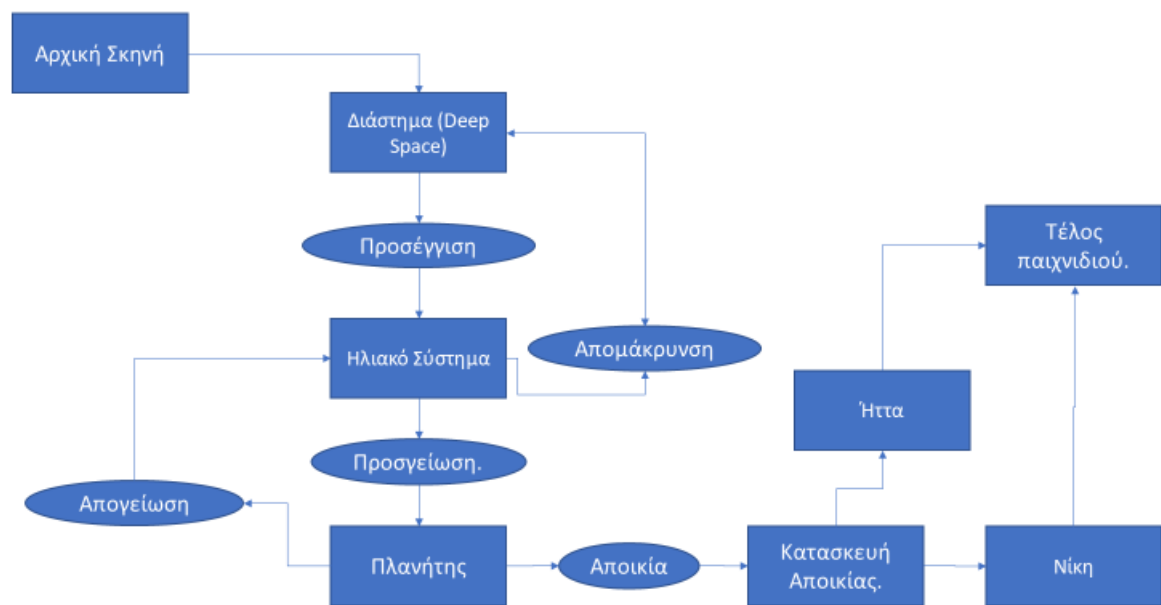 Αρχική Σκηνή
Διάστημα (Deep
Space)
Προσέγγιση
Τέλος
παιχνιδιού.
Ηλιακό Σύστημα
Απομάκρυνση
Ήττα
Προσγείωση.
Απογείωση
Πλανήτης
Αποικία
Κατασκευή
Αποικίας.
Νίκη